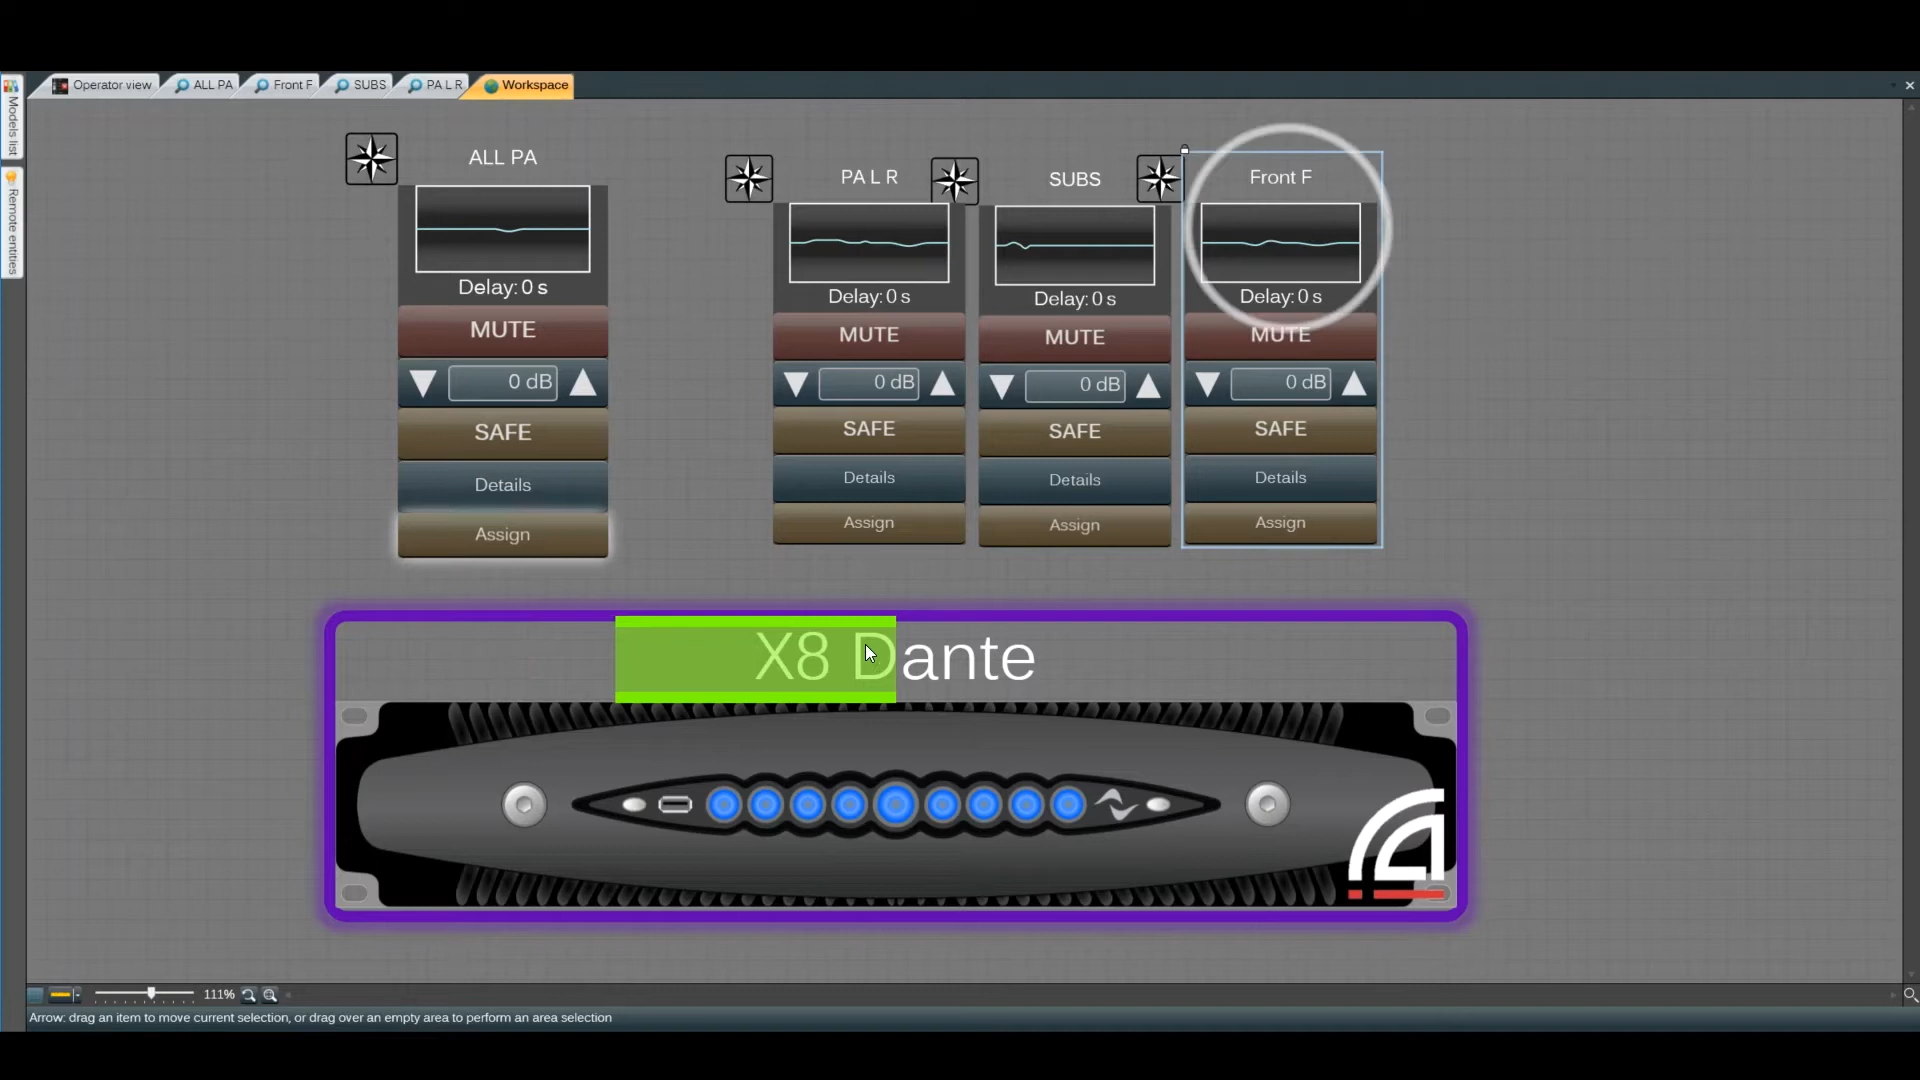 Operator view
ALL PA
Front F
SUBS
PA L R
Workspace
Models list
Remote entities
ALL PA
Delay: 0 s
MUTE
0 dB
SAFE
Details
Assign
PA L R
Delay: 0 s
MUTE
0 dB
SAFE
Details
Assign
SUBS
Delay: 0 s
MUTE
0 dB
SAFE
Details
Assign
Front F
Delay: 0 s
MUTE
0 dB
SAFE
Details
Assign
X8 Dante
111%
Arrow: drag an item to move current selection, or drag over an empty area to perform an area selection